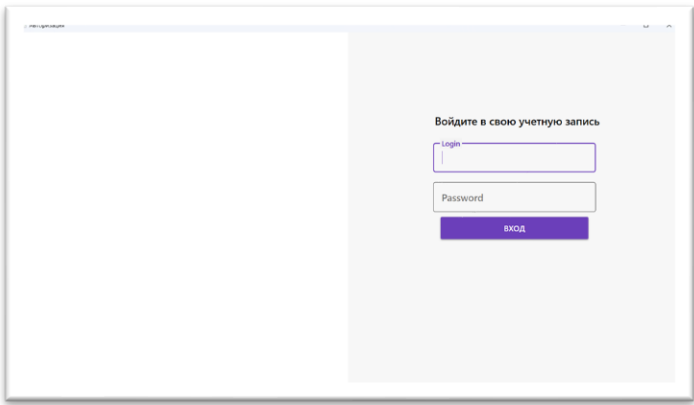 Авторизация
Войдите в свою учетную запись
Login
Password
ВХОД